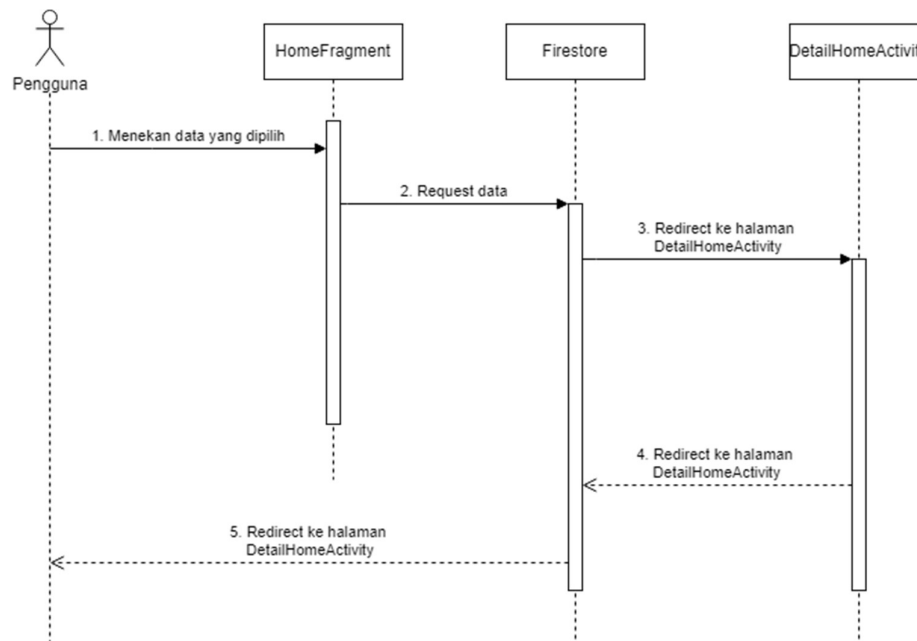 Pengguna
HomeFragment
Firestore
DetailHomeActivit
1. Menekan data yang dipilih
2. Request data
3. Redirect ke halaman
DetailHomeActivity
4. Redirect ke halaman
DetailHomeActivity
5. Redirect ke halaman
DetailHomeActivity